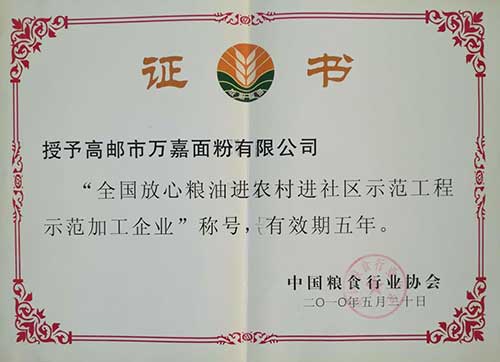 证书
授予高邮市万嘉面粉有限公司
“全国放心粮油进农村进社区示范工程
示范加工企业”称号，有效期五年。
中国粮食行业协会
二〇一〇年五月三十日